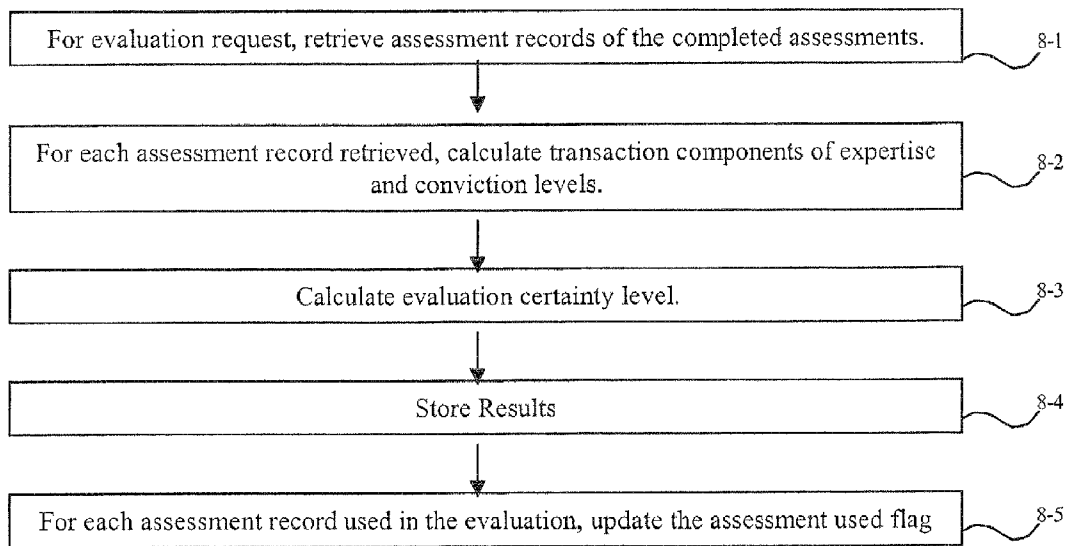 For evaluation request, retrieve assessment records of the completed assessments.
8-1
For each assessment record retrieved, calculate transaction components of expertise
and conviction levels.
8-2
Calculate evaluation certainty level.
8-3
Store Results
8-4
For each assessment record used in the evaluation, update the assessment used flag
8-5